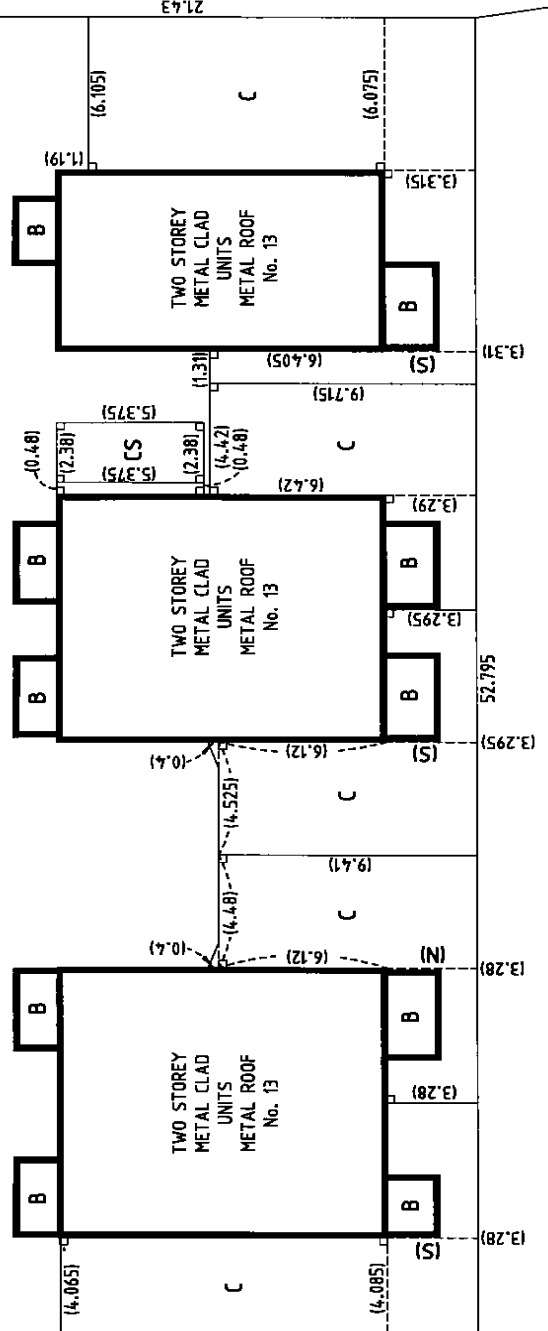 21.43
(6.105)
C
(6.075)
(1.19)
(3.315)
B
TWO STOREY
METAL CLAD
UNITS
METAL ROOF
No. 13
B
(S)
(3.31)
(1.31)
(6.405)
(9.715)
(0.48)
(2.38)
(5.375)
CS
(5.375)
(2.38)
(4.42)
(0.48)
C
(6.42)
(3.29)
B
B
TWO STOREY
METAL CLAD
UNITS
METAL ROOF
No. 13
B
(3.295)
B
(S)
52.795
(3.295)
(0.4)
(6.12)
(4.525)
C
(9.41)
(4.48)
C
(0.4)
(6.12)
(N)
(3.28)
B
B
TWO STOREY
METAL CLAD
UNITS
METAL ROOF
No. 13
B
(3.28)
B
(S)
(3.28)
(4.065)
C
(4.085)